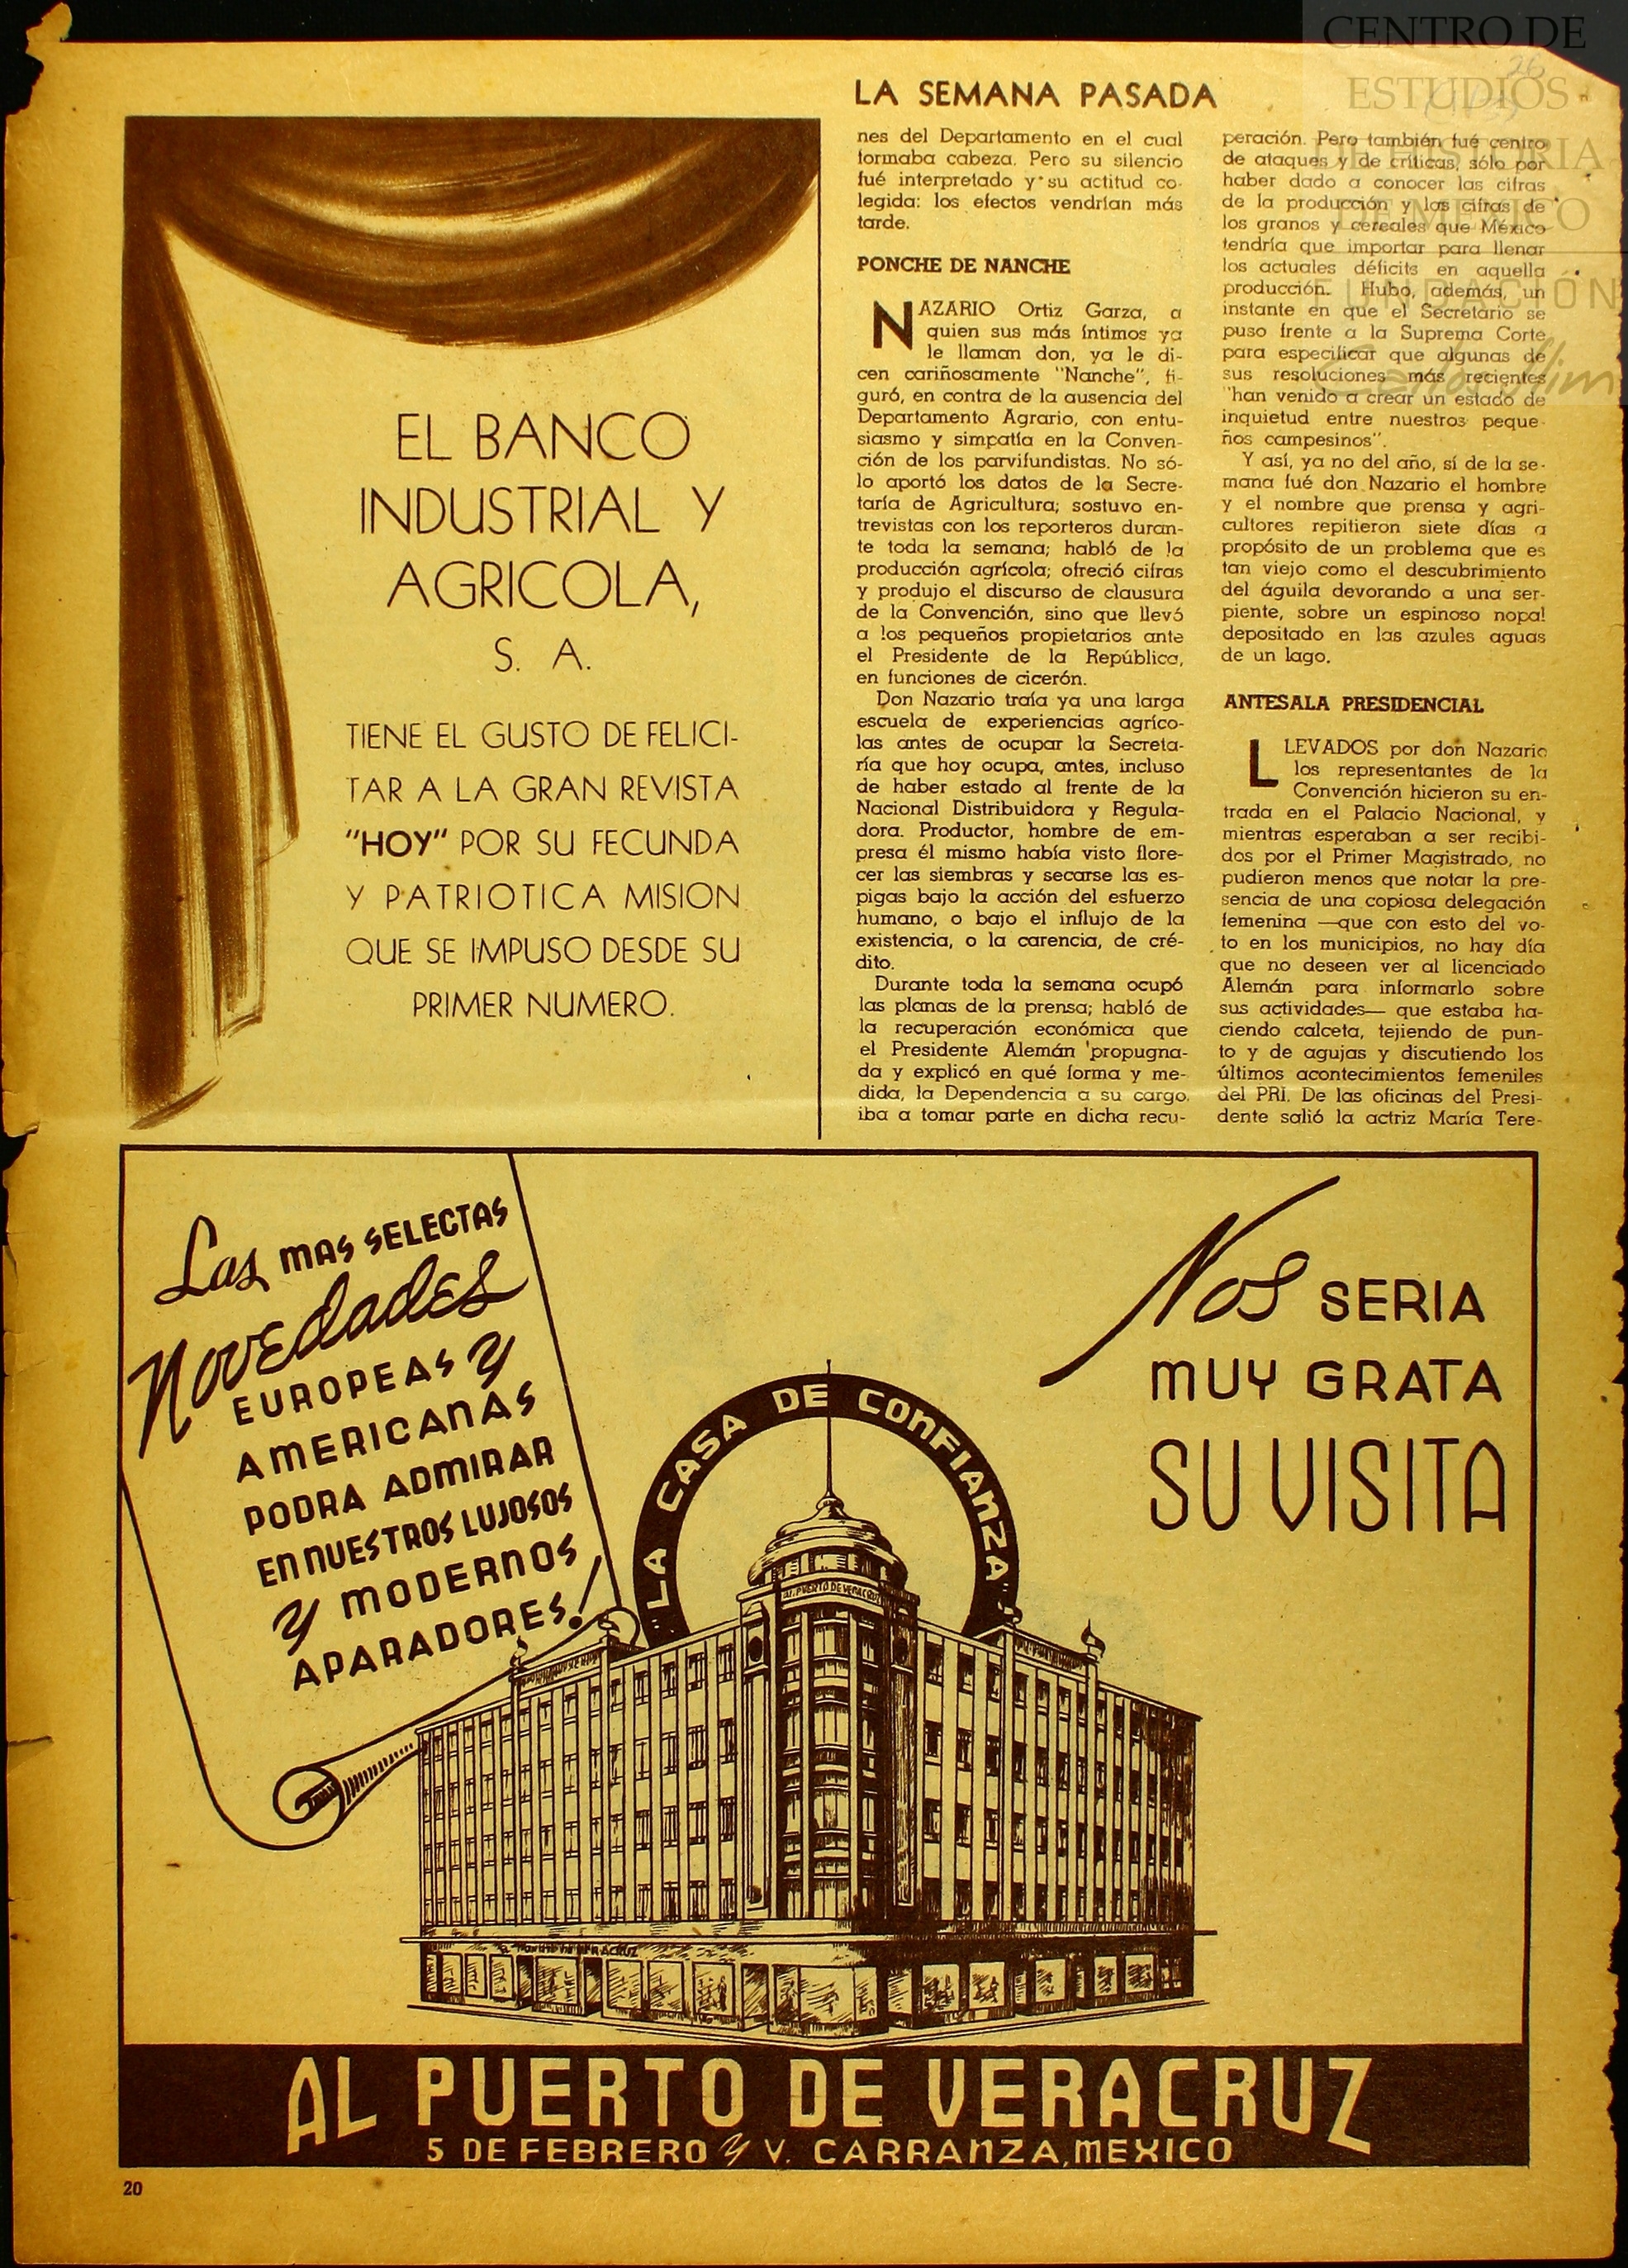 CENTRO DE
ESTUDIOS
DE HISTORIA
DE MÉXICO
FUNDACIÓN
Carlos Slim
EL BANCO
INDUSTRIAL Y
AGRICOLA,
S. A.
TIENE EL GUSTO DE FELICI-
TAR A LA GRAN REVISTA
"HOY" POR SU FECUNDA
Y PATRIOTICA MISION
QUE SE IMPUSO DESDE SU
PRIMER NUMERO.
LA SEMANA PASADA
nes del Departamento en el cual
formaba cabeza. Pero su silencio
fué interpretado y su actitud co-
legida: los efectos vendrían más
tarde.
PONCHE DE NANCHE
NAZARIO Ortiz Garza, a
quien sus más íntimos ya
le llaman don, ya le di-
cen cariñosamente "Nanche", fi-
guró, en contra de la ausencia del
Departamento Agrario, con entu-
siasmo y simpatía en la Conven-
ción de los parvifundistas. No só-
lo aportó los datos de la Secre-
taría de Agricultura; sostuvo en-
trevistas con los reporteros duran-
te toda la semana; habló de la
producción agrícola; ofreció cifras
y produjo el discurso de clausura
de la Convención, sino que llevó
a los pequeños propietarios ante
el Presidente de la República,
en funciones de cicerón.
Don Nazario traía ya una larga
escuela de experiencias agríco-
las antes de ocupar la Secreta-
ría que hoy ocupa, antes, incluso
de haber estado al frente de la
Nacional Distribuidora y Regula-
dora. Productor, hombre de em-
presa él mismo había visto flore-
cer las siembras y secarse las es-
pigas bajo la acción del esfuerzo
humano, o bajo el influjo de la
existencia, o la carencia, de cré-
dito.
Durante toda la semana ocupó
las planas de la prensa; habló de
la recuperación económica que
el Presidente Alemán propugna-
da y explicó en qué forma y me-
dida, la Dependencia a su cargo,
iba a tomar parte en dicha recu-
peración. Pero también fué centro
de ataques y de críticas, sólo por
haber dado a conocer las cifras
de la producción y las cifras de
los granos y cereales que México
tendría que importar para llenar
los actuales déficits en aquella
producción. Hubo, además, un
instante en que el Secretario se
puso frente a la Suprema Corte
para especificar que algunas de
sus resoluciones más recientes
"han venido a crear un estado de
inquietud entre nuestros peque-
ños campesinos".
Y así, ya no del año, sí de la se-
mana fué don Nazario el hombre
y el nombre que prensa y agri-
cultores repitieron siete días a
propósito de un problema que es
tan viejo como el descubrimiento
del águila devorando a una ser-
piente, sobre un espinoso nopal
depositado en las azules aguas
de un lago.
ANTESALA PRESIDENCIAL
LLEVADOS por don Nazario
los representantes de la
Convención hicieron su en-
trada en el Palacio Nacional, y
mientras esperaban a ser recibi-
dos por el Primer Magistrado, no
pudieron menos que notar la pre-
sencia de una copiosa delegación
femenina —que con esto del vo-
to en los municipios, no hay día
que no deseen ver al licenciado
Alemán para informarlo sobre
sus actividades— que estaba ha-
ciendo calceta, tejiendo de pun-
to y de agujas y discutiendo los
últimos acontecimientos femeniles
del PRI. De las oficinas del Presi-
dente salió la actriz María Tere-
Las MAS SELECTAS
Novedades
EUROPEAS Y
AMERICANAS
PODRA ADMIRAR
EN NUESTROS LUJOSOS
Y MODERNOS
APARADORES!
Nos SERIA
MUY GRATA
SU VISITA
"LA CASA DE CONFIANZA"
AL PUERTO DE VERACRUZ
AL PUERTO DE VERACRUZ
5 DE FEBRERO Y V. CARRANZA, MEXICO
20